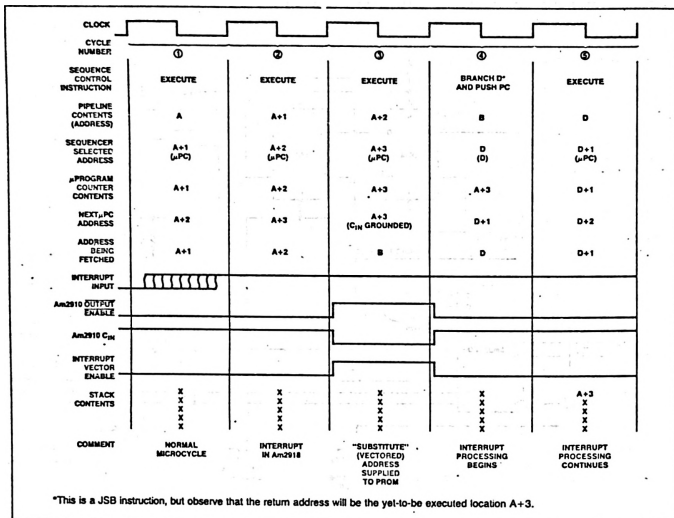 CLOCK
CYCLE NUMBER ① ② ③ ④ ⑤
SEQUENCE CONTROL INSTRUCTION EXECUTE EXECUTE EXECUTE BRANCH D* AND PUSH PC EXECUTE
PIPELINE CONTENTS (ADDRESS) A A+1 A+2 B D
SEQUENCER SELECTED ADDRESS A+1 (µPC) A+2 (µPC) A+3 (µPC) D (D) D+1 (µPC)
µPROGRAM COUNTER CONTENTS A+1 A+2 A+3 A+3 D+1
NEXT µPC ADDRESS A+2 A+3 A+3 (CIN GROUNDED) D+1 D+2
ADDRESS BEING FETCHED A+1 A+2 B D D+1
INTERRUPT INPUT
Am2910 OUTPUT ENABLE
Am2910 CIN
INTERRUPT VECTOR ENABLE
STACK CONTENTS X X X X A+3
X X X X X
X X X X X
X X X X X
X X X X X
COMMENT NORMAL MICROCYCLE INTERRUPT IN Am2918 "SUBSTITUTE" (VECTORED) ADDRESS SUPPLIED TO PROM INTERRUPT PROCESSING BEGINS INTERRUPT PROCESSING CONTINUES
*This is a JSB instruction, but observe that the return address will be the yet-to-be executed location A+3.